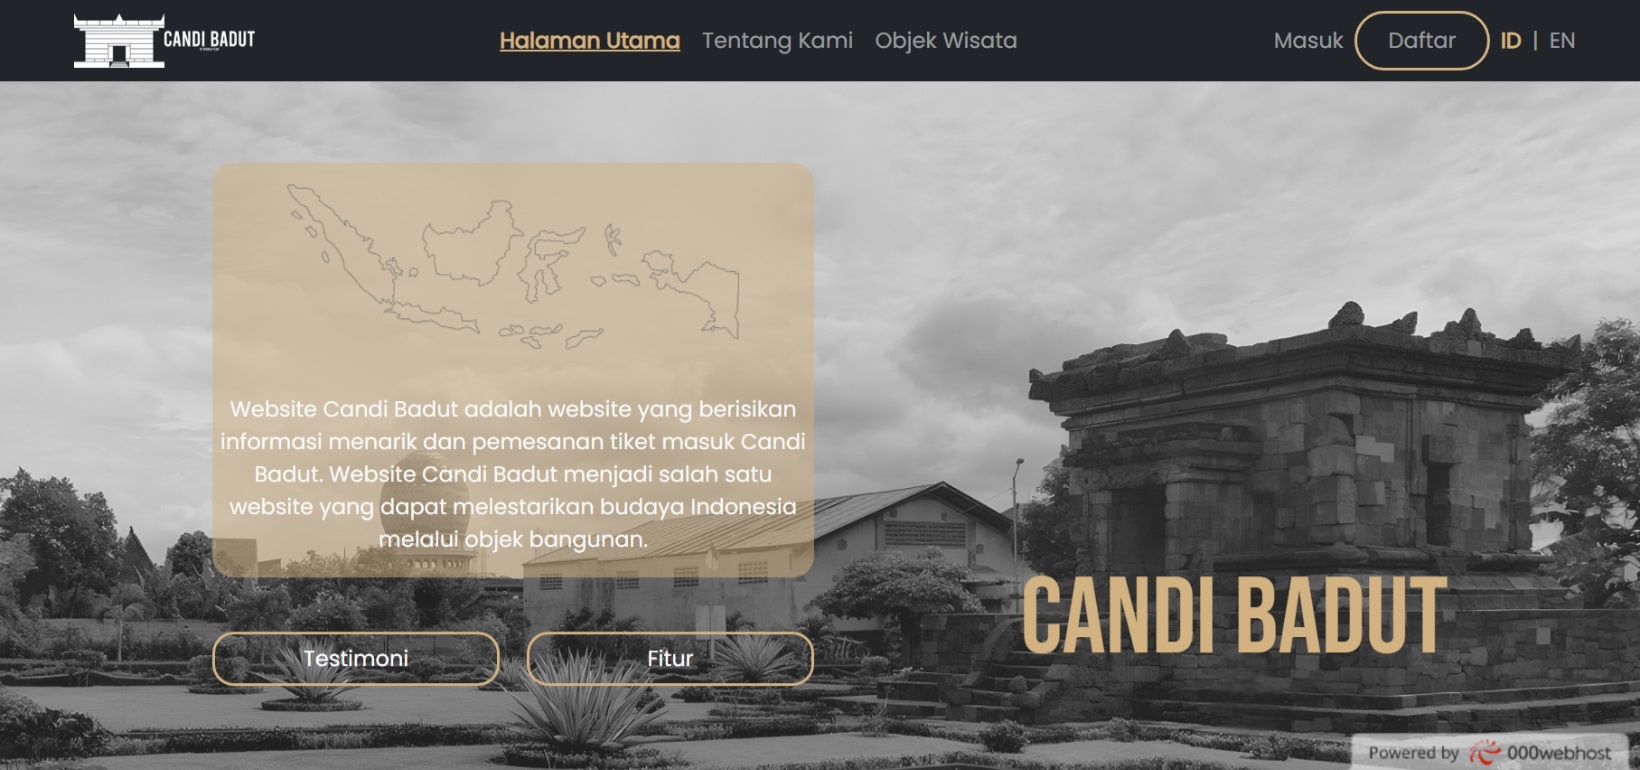 CANDI BADUT
Halaman Utama
Tentang Kami
Objek Wisata
Masuk
Daftar
ID | EN
Website Candi Badut adalah website yang berisikan
informasi menarik dan pemesanan tiket masuk Candi
Badut. Website Candi Badut menjadi salah satu
website yang dapat melestarikan budaya Indonesia
melalui objek bangunan.
Testimoni
Fitur
CANDI BADUT
Powered by 000webhost